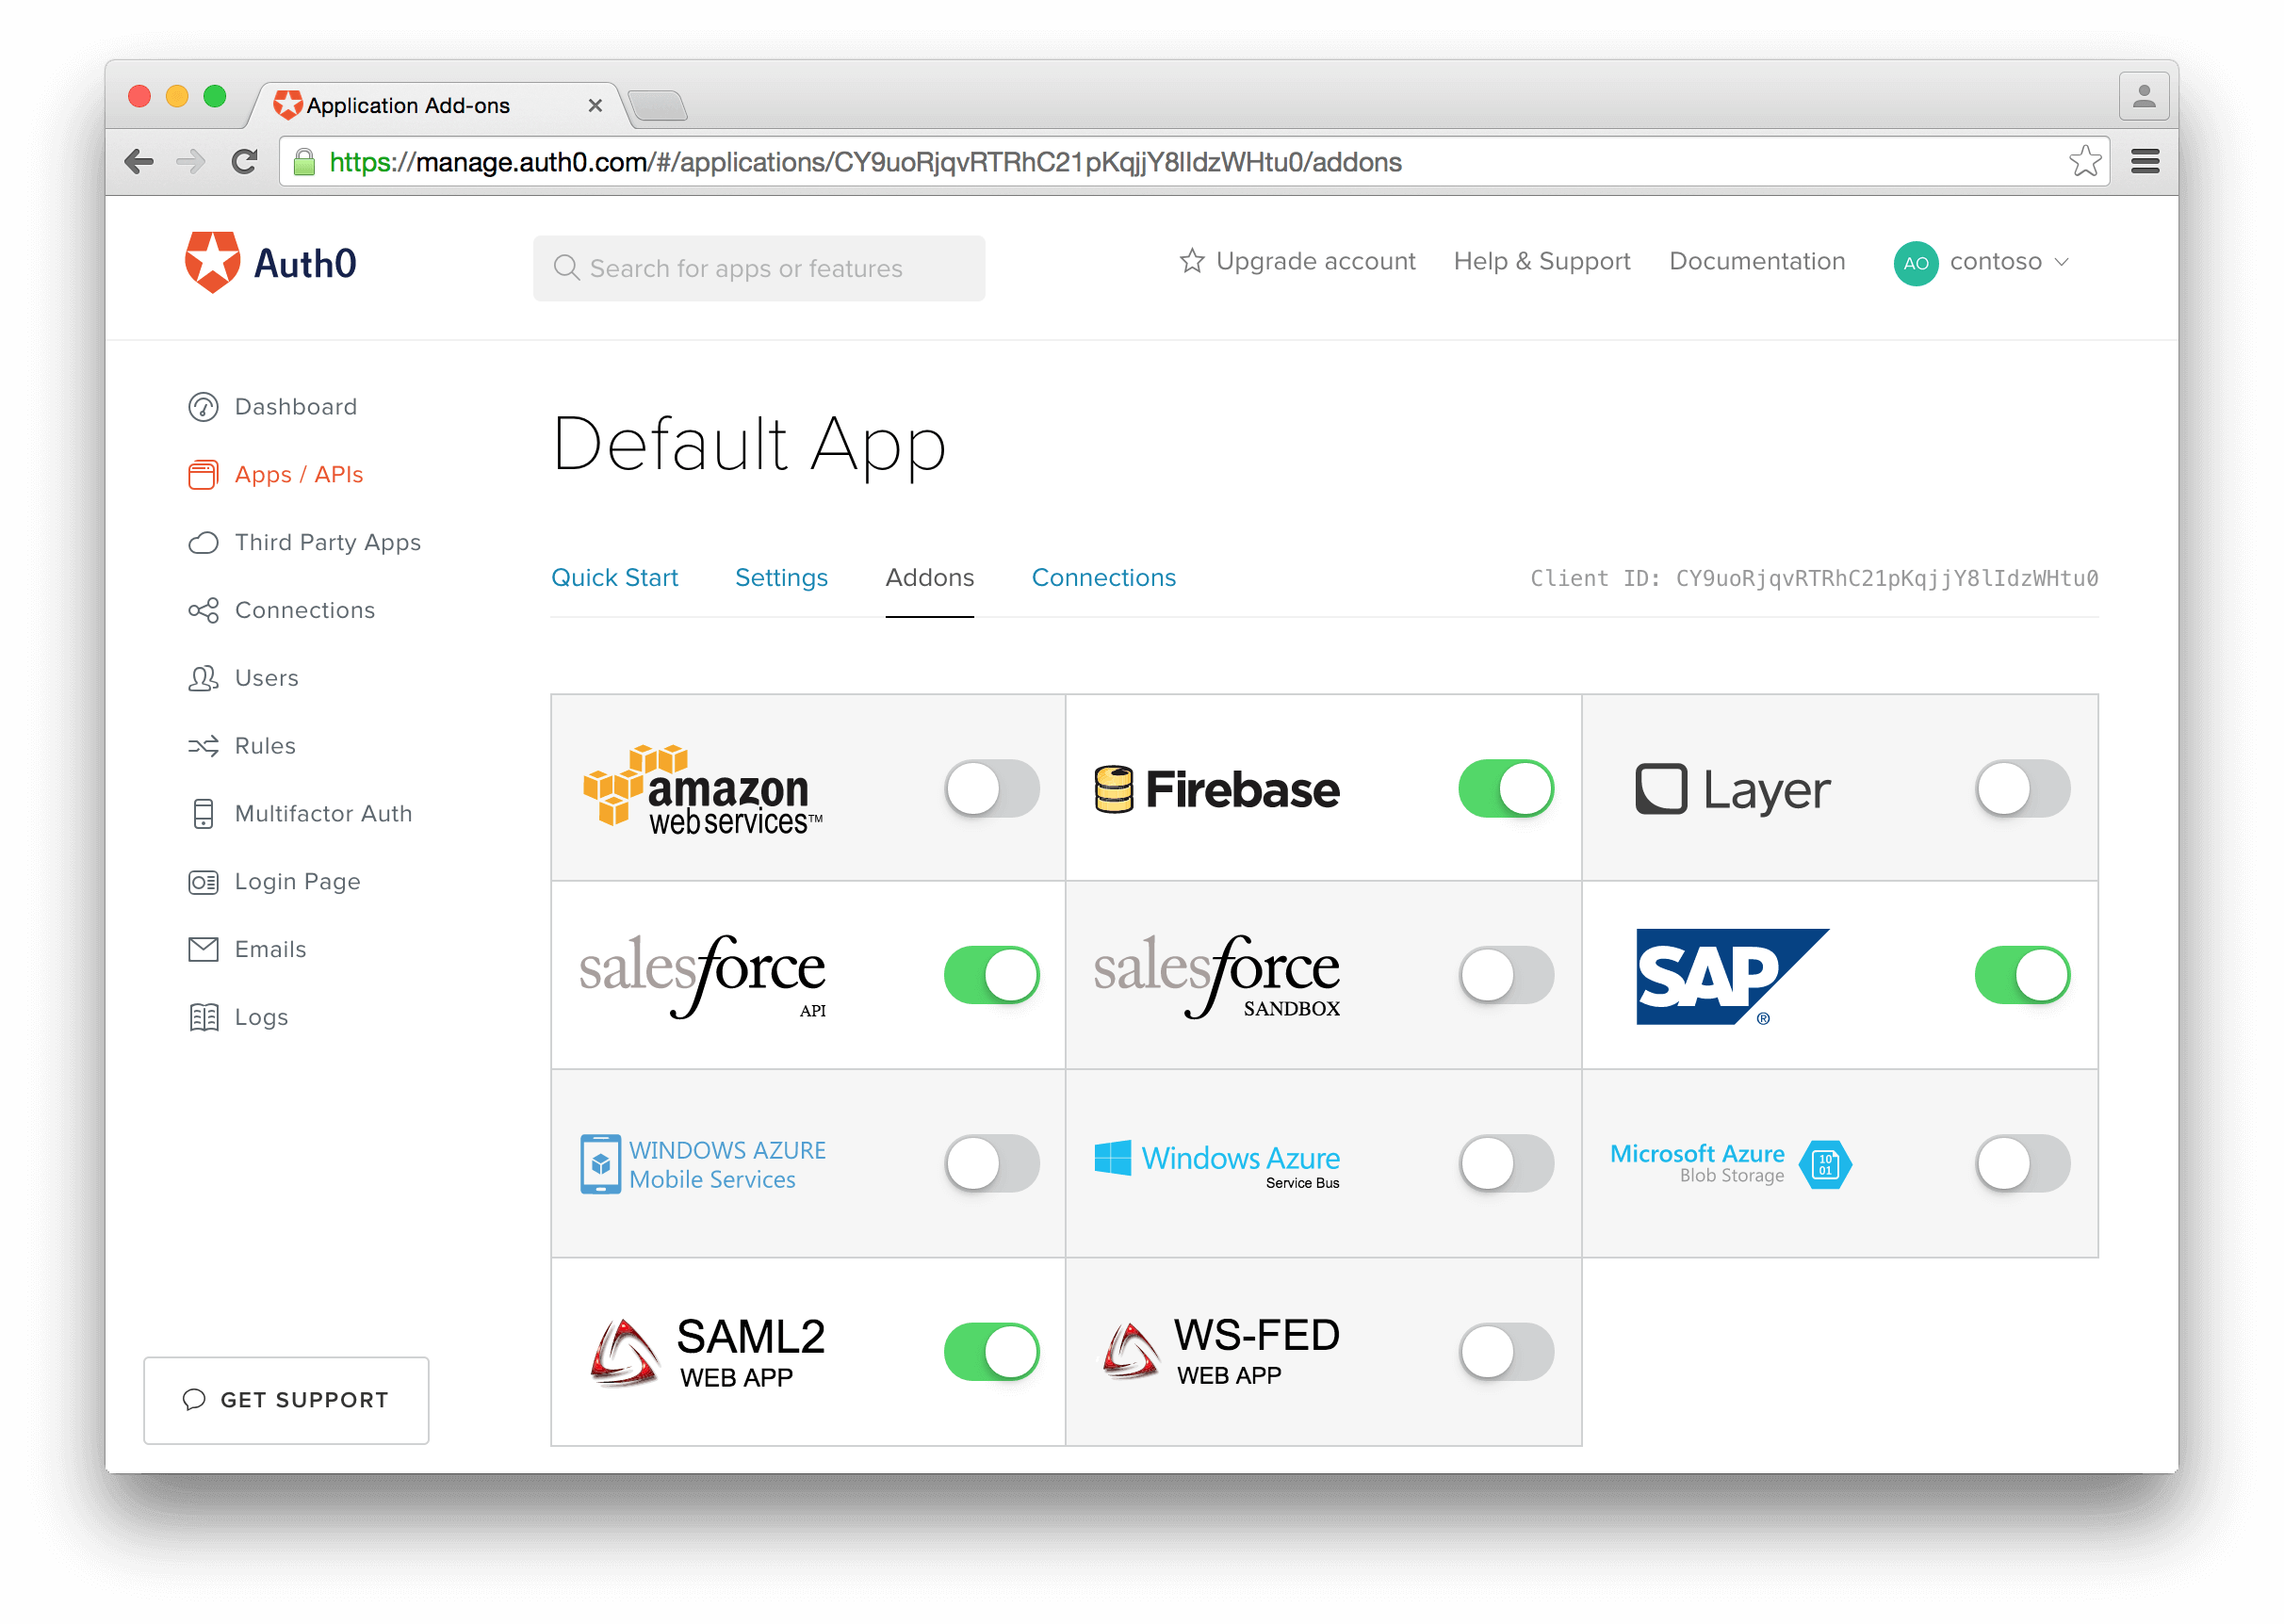 Application Add-ons
https://manage.auth0.com/#/applications/CY9uoRjqvRTRhC21pKqjjY8lIdzWHtu0/addons
Auth0
Search for apps or features
Upgrade account
Help & Support
Documentation
AO
contoso
Dashboard
Apps / APIs
Third Party Apps
Connections
Users
Rules
Multifactor Auth
Login Page
Emails
Logs
GET SUPPORT
Default App
Quick Start
Settings
Addons
Connections
Client ID: CY9uoRjqvRTRhC21pKqjjY8lIdzWHtu0
amazon
webservices™
Firebase
Layer
salesforce
API
salesforce
SANDBOX
SAP
®
WINDOWS AZURE
Mobile Services
Windows Azure
Service Bus
Microsoft Azure
Blob Storage
10
01
SAML2
WEB APP
WS-FED
WEB APP